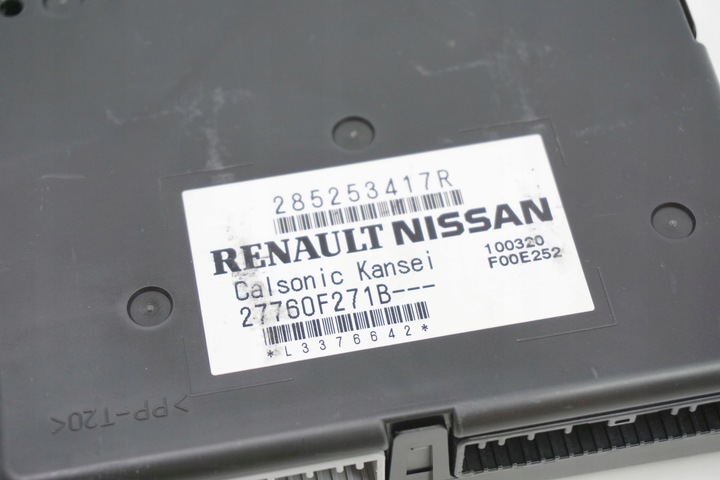 285253417R
RENAULT NISSAN
Calsonic Kansei
100320
F00E252
27760F271B---
*L3376642*
>PP-T20<